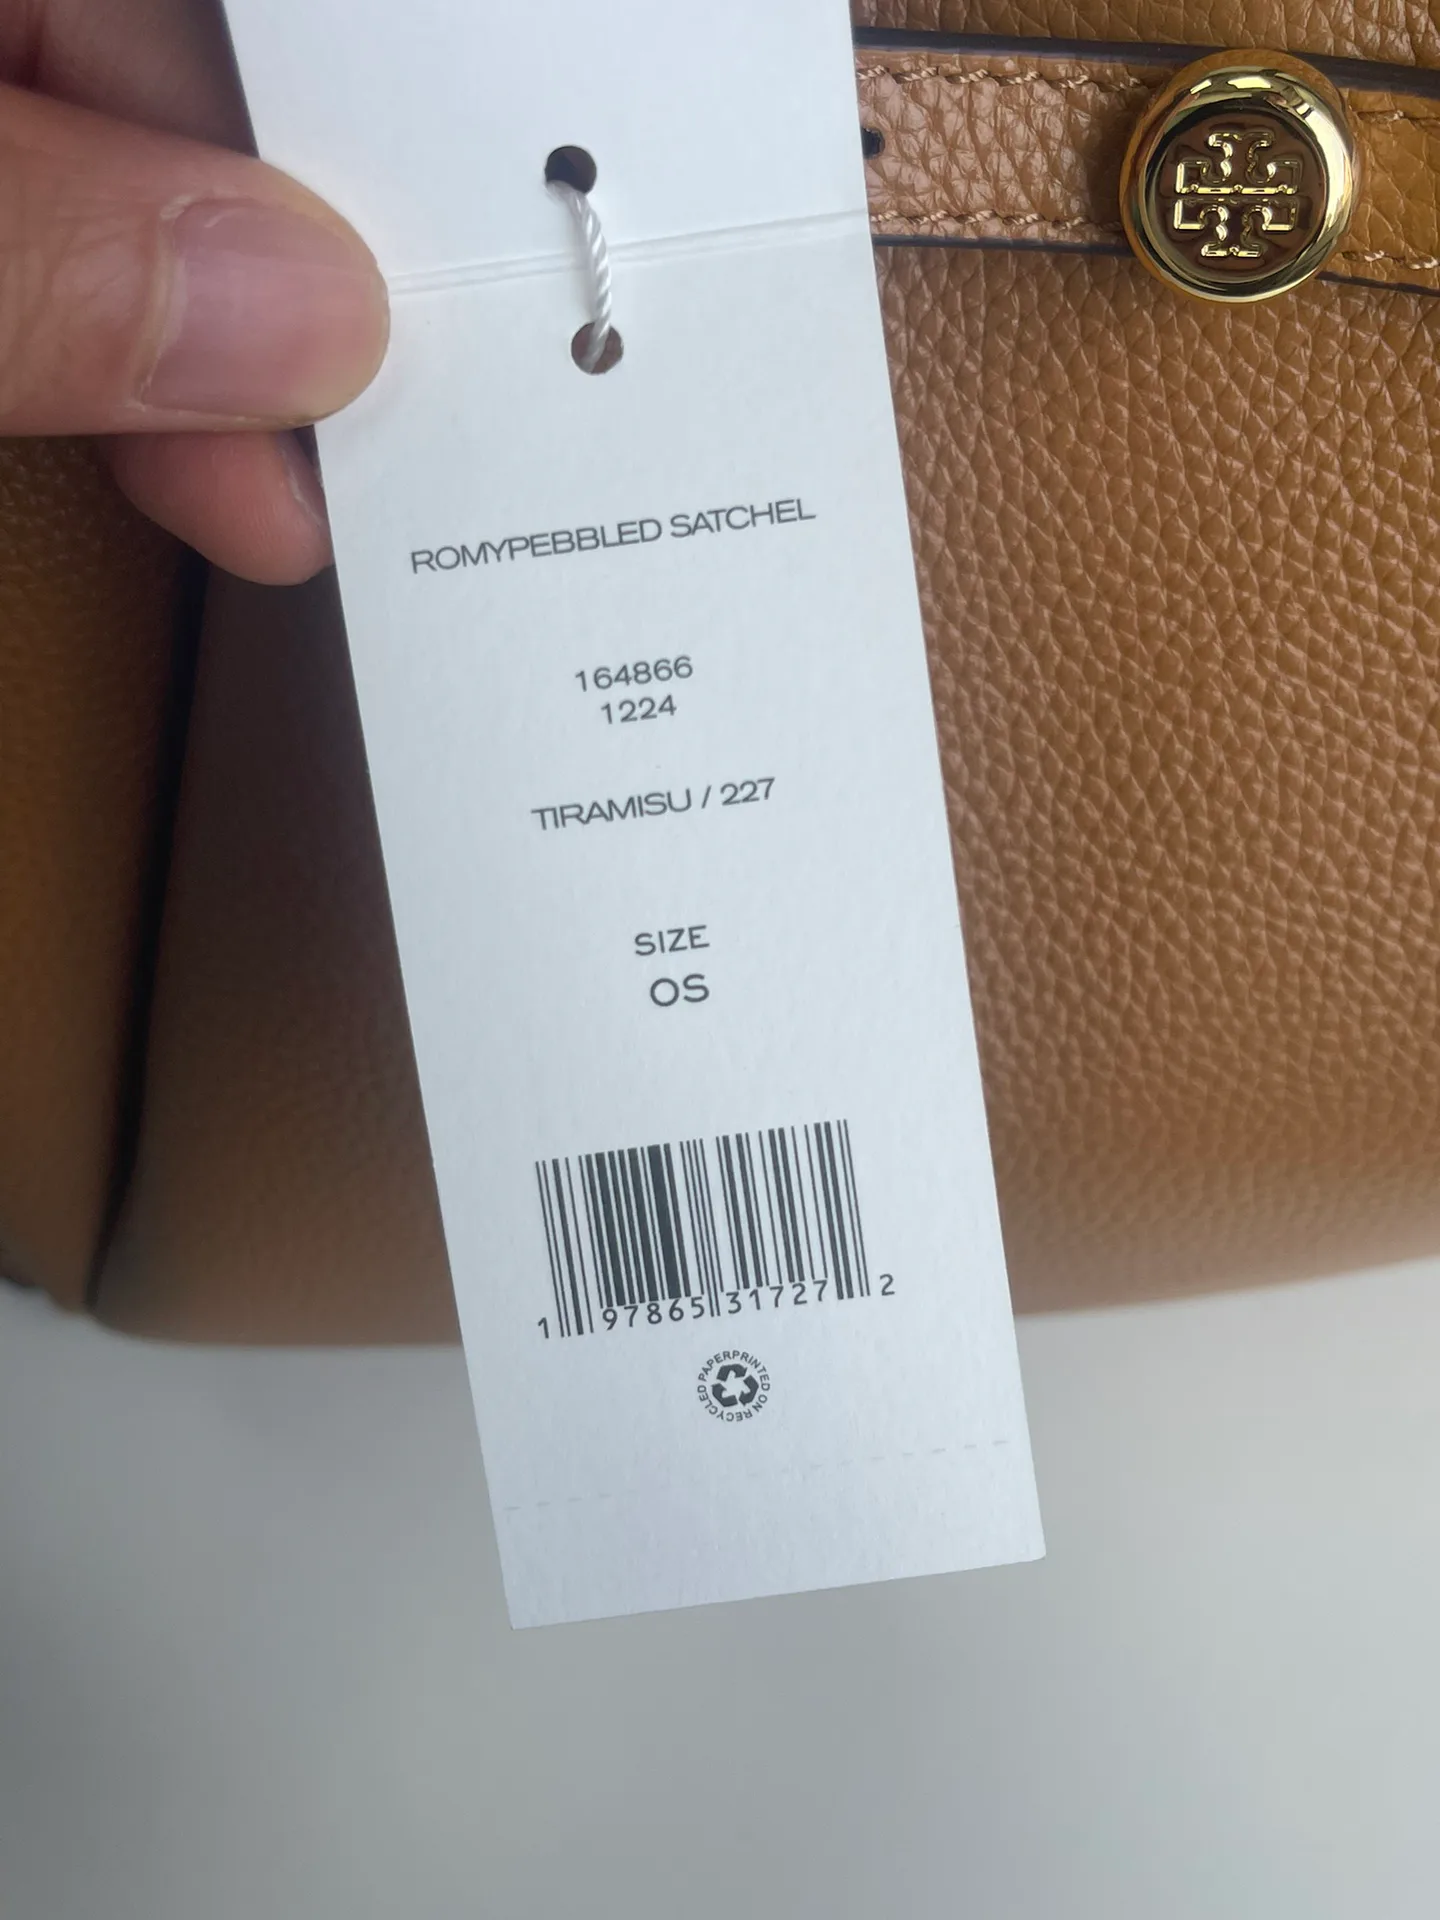 ROMYPEBBLED SATCHEL
164866
1224
TIRAMISU / 227
SIZE
OS
1 97865 31727 2
PRINTED ON RECYCLED PAPER